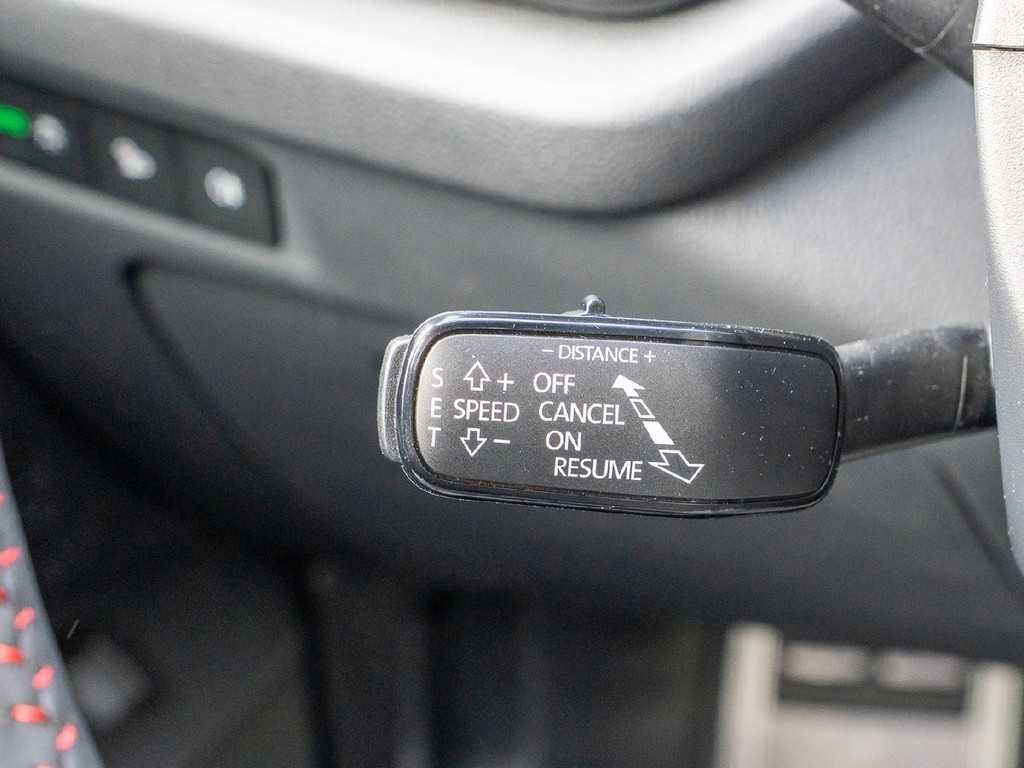 - DISTANCE +
S + OFF
E SPEED CANCEL
T - ON
RESUME